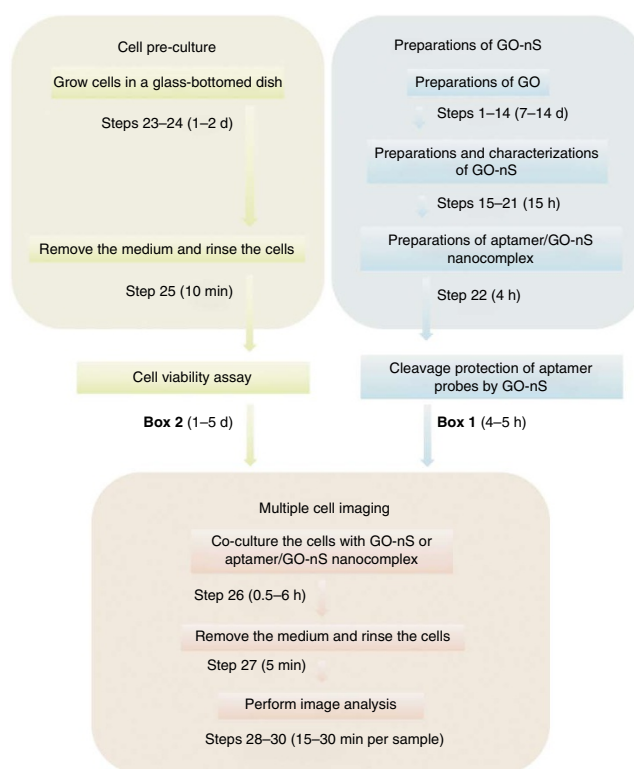 Cell pre-culture
Grow cells in a glass-bottomed dish
Steps 23–24 (1–2 d)
Remove the medium and rinse the cells
Step 25 (10 min)
Cell viability assay
Box 2 (1–5 d)
Preparations of GO-nS
Preparations of GO
Steps 1–14 (7–14 d)
Preparations and characterizations
of GO-nS
Steps 15–21 (15 h)
Preparations of aptamer/GO-nS
nanocomplex
Step 22 (4 h)
Cleavage protection of aptamer
probes by GO-nS
Box 1 (4–5 h)
Multiple cell imaging
Co-culture the cells with GO-nS or
aptamer/GO-nS nanocomplex
Step 26 (0.5–6 h)
Remove the medium and rinse the cells
Step 27 (5 min)
Perform image analysis
Steps 28–30 (15–30 min per sample)